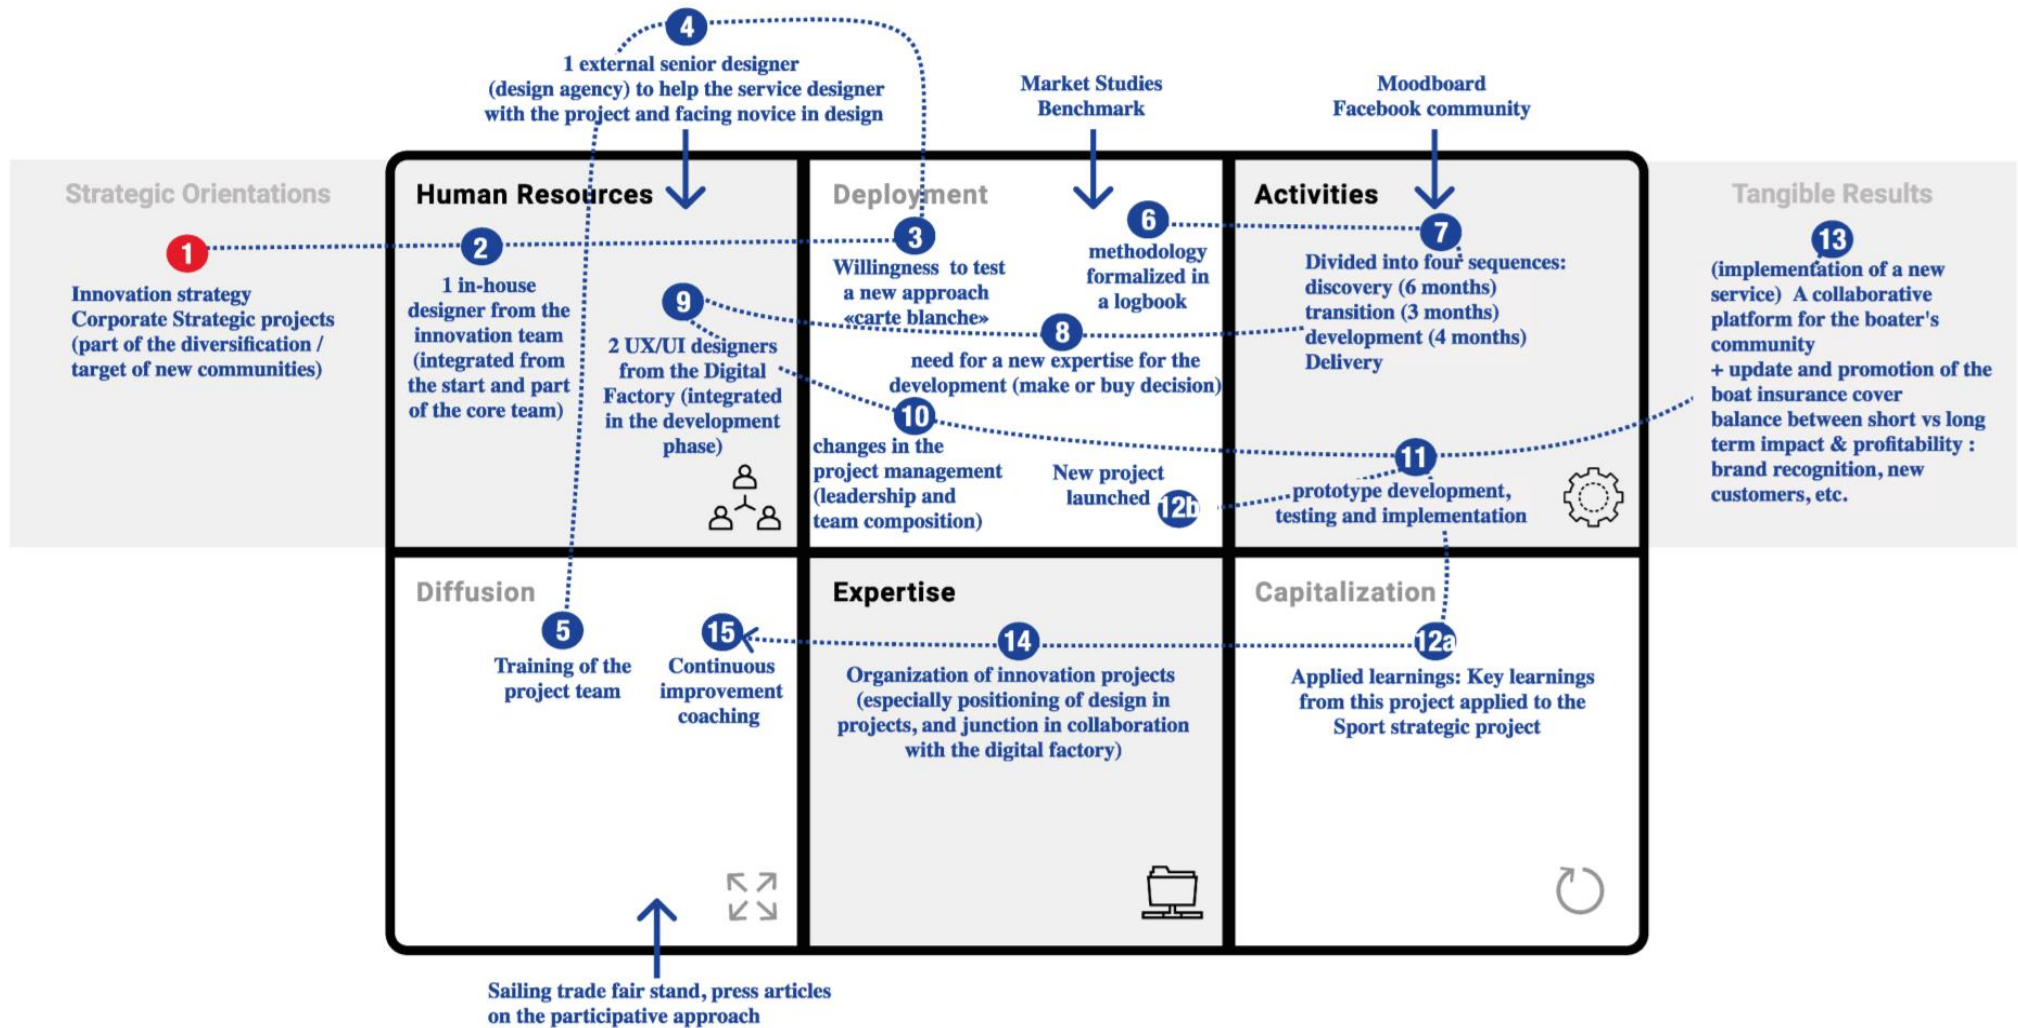 4
1 external senior designer
(design agency) to help the service designer
with the project and facing novice in design
Market Studies
Benchmark
Moodboard
Facebook community
Strategic Orientations
1
Innovation strategy
Corporate Strategic projects
(part of the diversification /
target of new communities)
Human Resources
2
1 in-house
designer from the
innovation team
(integrated from
the start and part
of the core team)
9
2 UX/UI designers
from the Digital
Factory (integrated
in the development
phase)
Deployment
3
Willingness to test
a new approach
«carte blanche»
6
methodology
formalized in
a logbook
8
need for a new expertise for the
development (make or buy decision)
10
changes in the
project management
(leadership and
team composition)
New project
launched
12b
Activities
7
Divided into four sequences:
discovery (6 months)
transition (3 months)
development (4 months)
Delivery
11
prototype development,
testing and implementation
Tangible Results
13
(implementation of a new
service) A collaborative
platform for the boater's
community
+ update and promotion of the
boat insurance cover
balance between short vs long
term impact & profitability :
brand recognition, new
customers, etc.
Diffusion
5
Training of the
project team
15
Continuous
improvement
coaching
Expertise
14
Organization of innovation projects
(especially positioning of design in
projects, and junction in collaboration
with the digital factory)
Capitalization
12a
Applied learnings: Key learnings
from this project applied to the
Sport strategic project
Sailing trade fair stand, press articles
on the participative approach